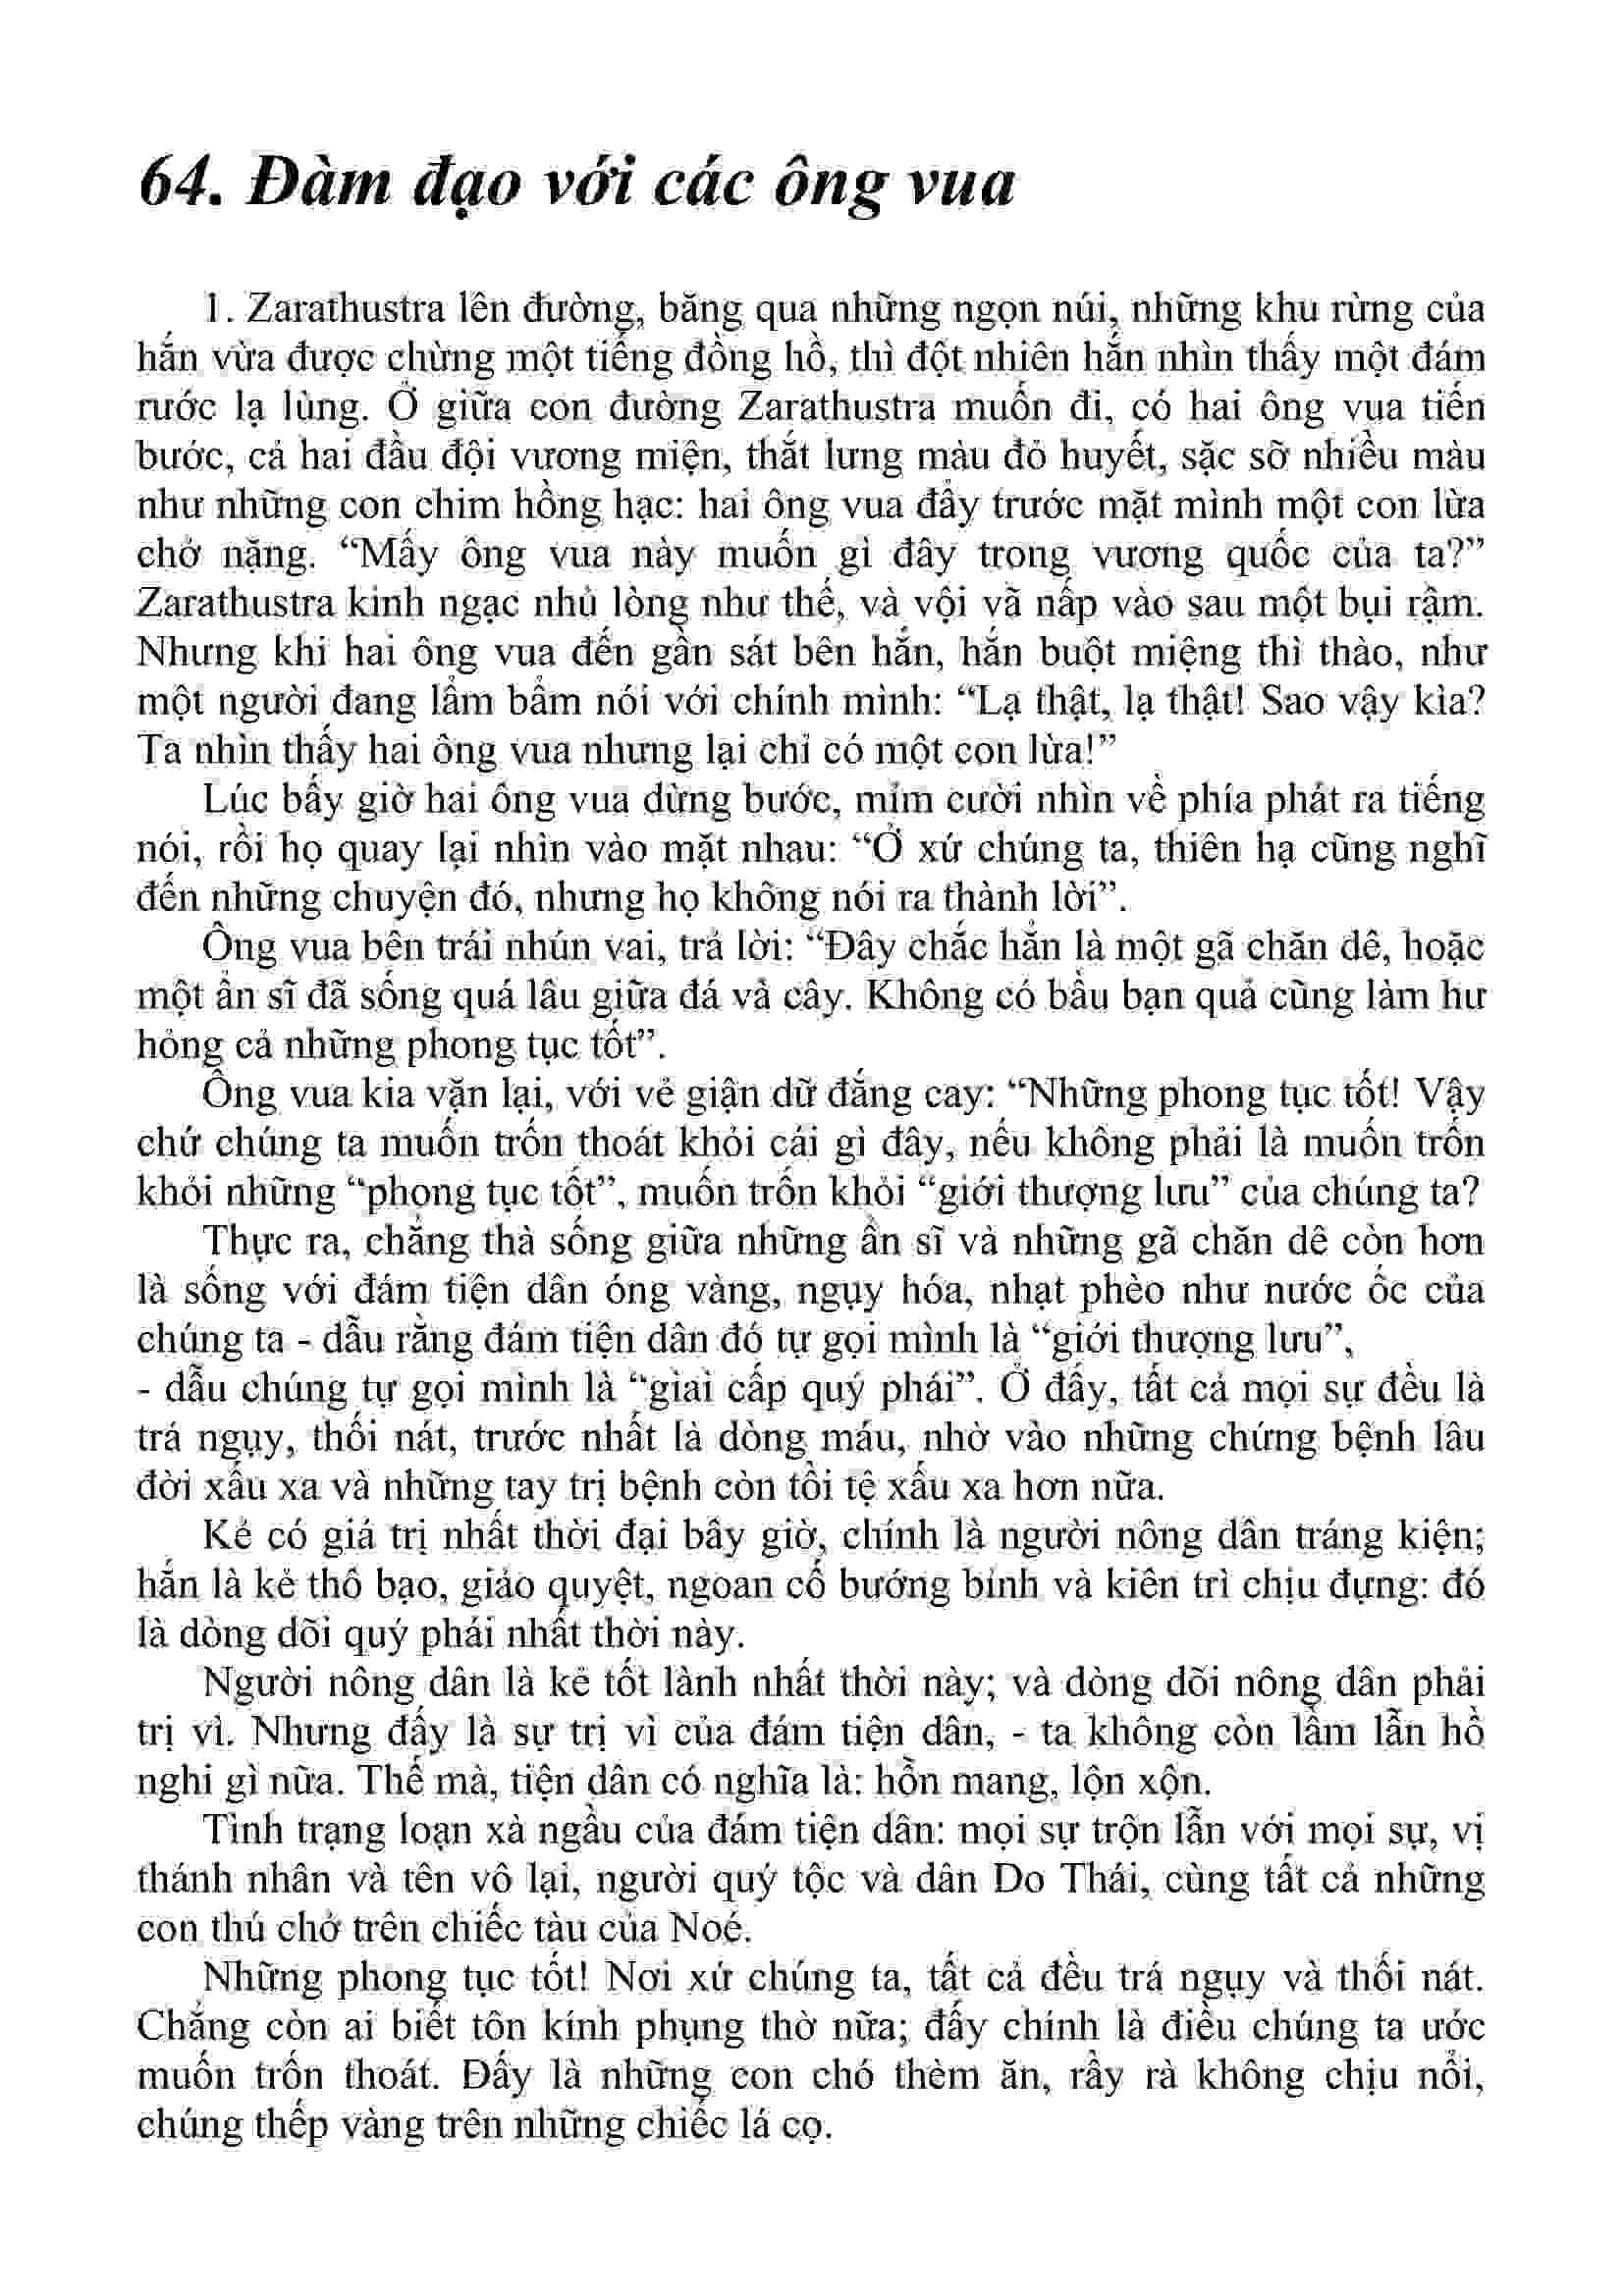 64. Đàm đạo với các ông vua
1. Zarathustra lên đường, băng qua những ngọn núi, những khu rừng của
hắn vừa được chừng một tiếng đồng hồ, thì đột nhiên hắn nhìn thấy một đám
rước lạ lùng. Ở giữa con đường Zarathustra muốn đi, có hai ông vua tiến
bước, cả hai đầu đội vương miện, thắt lưng màu đỏ huyết, sặc sỡ nhiều màu
như những con chim hồng hạc: hai ông vua đẩy trước mặt mình một con lừa
chở nặng. “Mấy ông vua này muốn gì đây trong vương quốc của ta?”
Zarathustra kinh ngạc nhủ lòng như thế, và vội vã nấp vào sau một bụi rậm.
Nhưng khi hai ông vua đến gần sát bên hắn, hắn buột miệng thì thào, như
một người đang lẩm bẩm nói với chính mình: “Lạ thật, lạ thật! Sao vậy kìa?
Ta nhìn thấy hai ông vua nhưng lại chỉ có một con lừa!”
Lúc bấy giờ hai ông vua dừng bước, mỉm cười nhìn về phía phát ra tiếng
nói, rồi họ quay lại nhìn vào mặt nhau: “Ở xứ chúng ta, thiên hạ cũng nghĩ
đến những chuyện đó, nhưng họ không nói ra thành lời”.
Ông vua bên trái nhún vai, trả lời: “Đây chắc hẳn là một gã chăn dê, hoặc
một ẩn sĩ đã sống quá lâu giữa đá và cây. Không có bầu bạn quả cũng làm hư
hỏng cả những phong tục tốt”.
Ông vua kia vặn lại, với vẻ giận dữ đắng cay: “Những phong tục tốt! Vậy
chứ chúng ta muốn trốn thoát khỏi cái gì đây, nếu không phải là muốn trốn
khỏi những “phong tục tốt”, muốn trốn khỏi “giới thượng lưu” của chúng ta?
Thực ra, chẳng thà sống giữa những ẩn sĩ và những gã chăn dê còn hơn
là sống với đám tiện dân óng vàng, ngụy hóa, nhạt phèo như nước ốc của
chúng ta - dẫu rằng đám tiện dân đó tự gọi mình là “giới thượng lưu”,
- dẫu chúng tự gọi mình là “giai cấp quý phái”. Ở đấy, tất cả mọi sự đều là
trá ngụy, thối nát, trước nhất là dòng máu, nhờ vào những chứng bệnh lâu
đời xấu xa và những tay trị bệnh còn tồi tệ xấu xa hơn nữa.
Kẻ có giá trị nhất thời đại bây giờ, chính là người nông dân tráng kiện;
hắn là kẻ thô bạo, giảo quyệt, ngoan cố bướng bỉnh và kiên trì chịu đựng: đó
là dòng dõi quý phái nhất thời này.
Người nông dân là kẻ tốt lành nhất thời này; và dòng dõi nông dân phải
trị vì. Nhưng đấy là sự trị vì của đám tiện dân, - ta không còn lầm lẫn hồ
nghi gì nữa. Thế mà, tiện dân có nghĩa là: hồn mang, lộn xộn.
Tình trạng loạn xà ngầu của đám tiện dân: mọi sự trộn lẫn với mọi sự, vị
thánh nhân và tên vô lại, người quý tộc và dân Do Thái, cùng tất cả những
con thú chở trên chiếc tàu của Noé.
Những phong tục tốt! Nơi xứ chúng ta, tất cả đều trá ngụy và thối nát.
Chẳng còn ai biết tôn kính phụng thờ nữa; đấy chính là điều chúng ta ước
muốn trốn thoát. Đấy là những con chó thèm ăn, rầy rà không chịu nổi,
chúng thếp vàng trên những chiếc lá cọ.